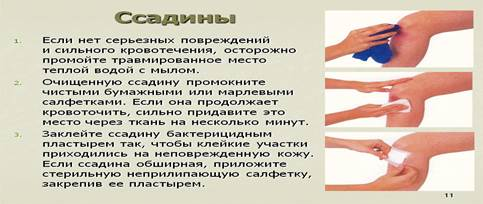 Ссадины
1. Если нет серьезных повреждений
и сильного кровотечения, осторожно
промойте травмированное место
теплой водой с мылом.
2. Очищенную ссадину промокните
чистыми бумажными или марлевыми
салфетками. Если она продолжает
кровоточить, сильно придавите это
место через ткань на несколько минут.
3. Заклейте ссадину бактерицидным
пластырем так, чтобы клейкие участки
приходились на неповрежденную кожу.
Если ссадина обширная, приложите
стерильную неприлипающую салфетку,
закрепив ее пластырем.
11